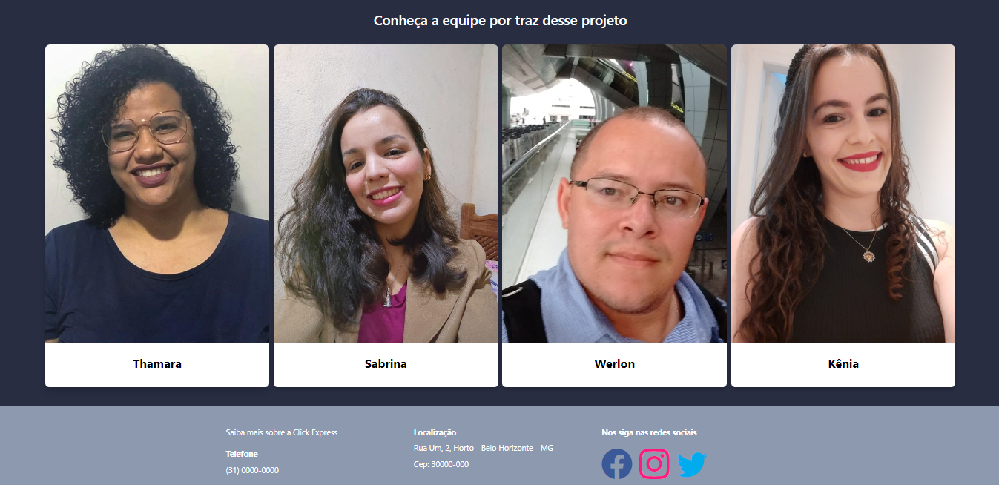 Conheça a equipe por traz desse projeto
Thamara
Sabrina
Werlon
Kênia
Saiba mais sobre a Click Express
Telefone
(31) 0000-0000
Localização
Rua Um, 2, Horto - Belo Horizonte - MG
Cep: 30000-000
Nos siga nas redes sociais